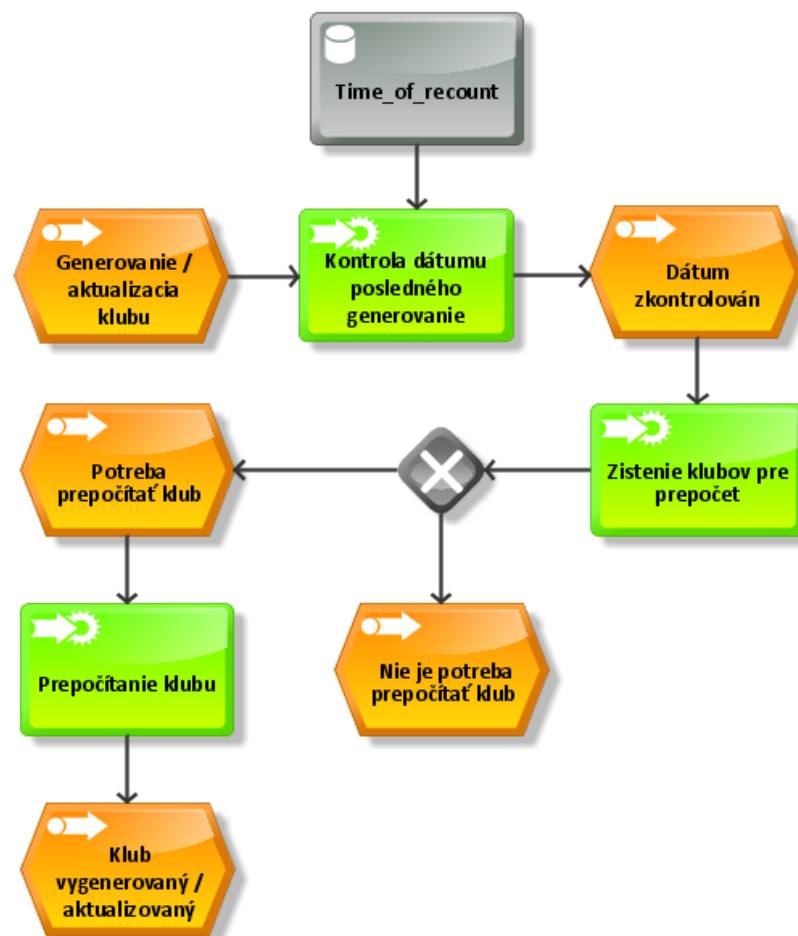 Time_of_recount
Generovanie /
aktualizacia
klubu
Kontrola dátumu
posledného
generovanie
Dátum
zkontrolován
Potreba
prepočítať klub
Zistenie klubov pre
prepočet
Prepočítanie klubu
Nie je potreba
prepočítať klub
Klub
vygenerovaný /
aktualizovaný